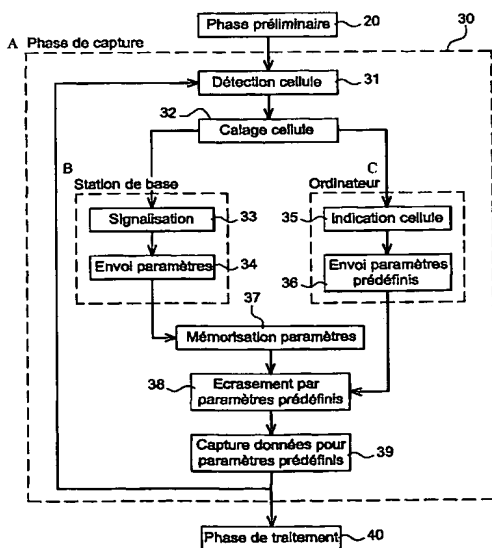 Phase préliminaire
20
30
A Phase de capture
Détection cellule
31
32
Calage cellule
B
Station de base
C
Ordinateur
Signalisation
33
35
Indication cellule
Envoi paramètres
34
Envoi paramètres
prédéfinis
36
37
Mémorisation paramètres
38
Ecrasement par
paramètres prédéfinis
Capture données pour
paramètres prédéfinis
39
Phase de traitement
40